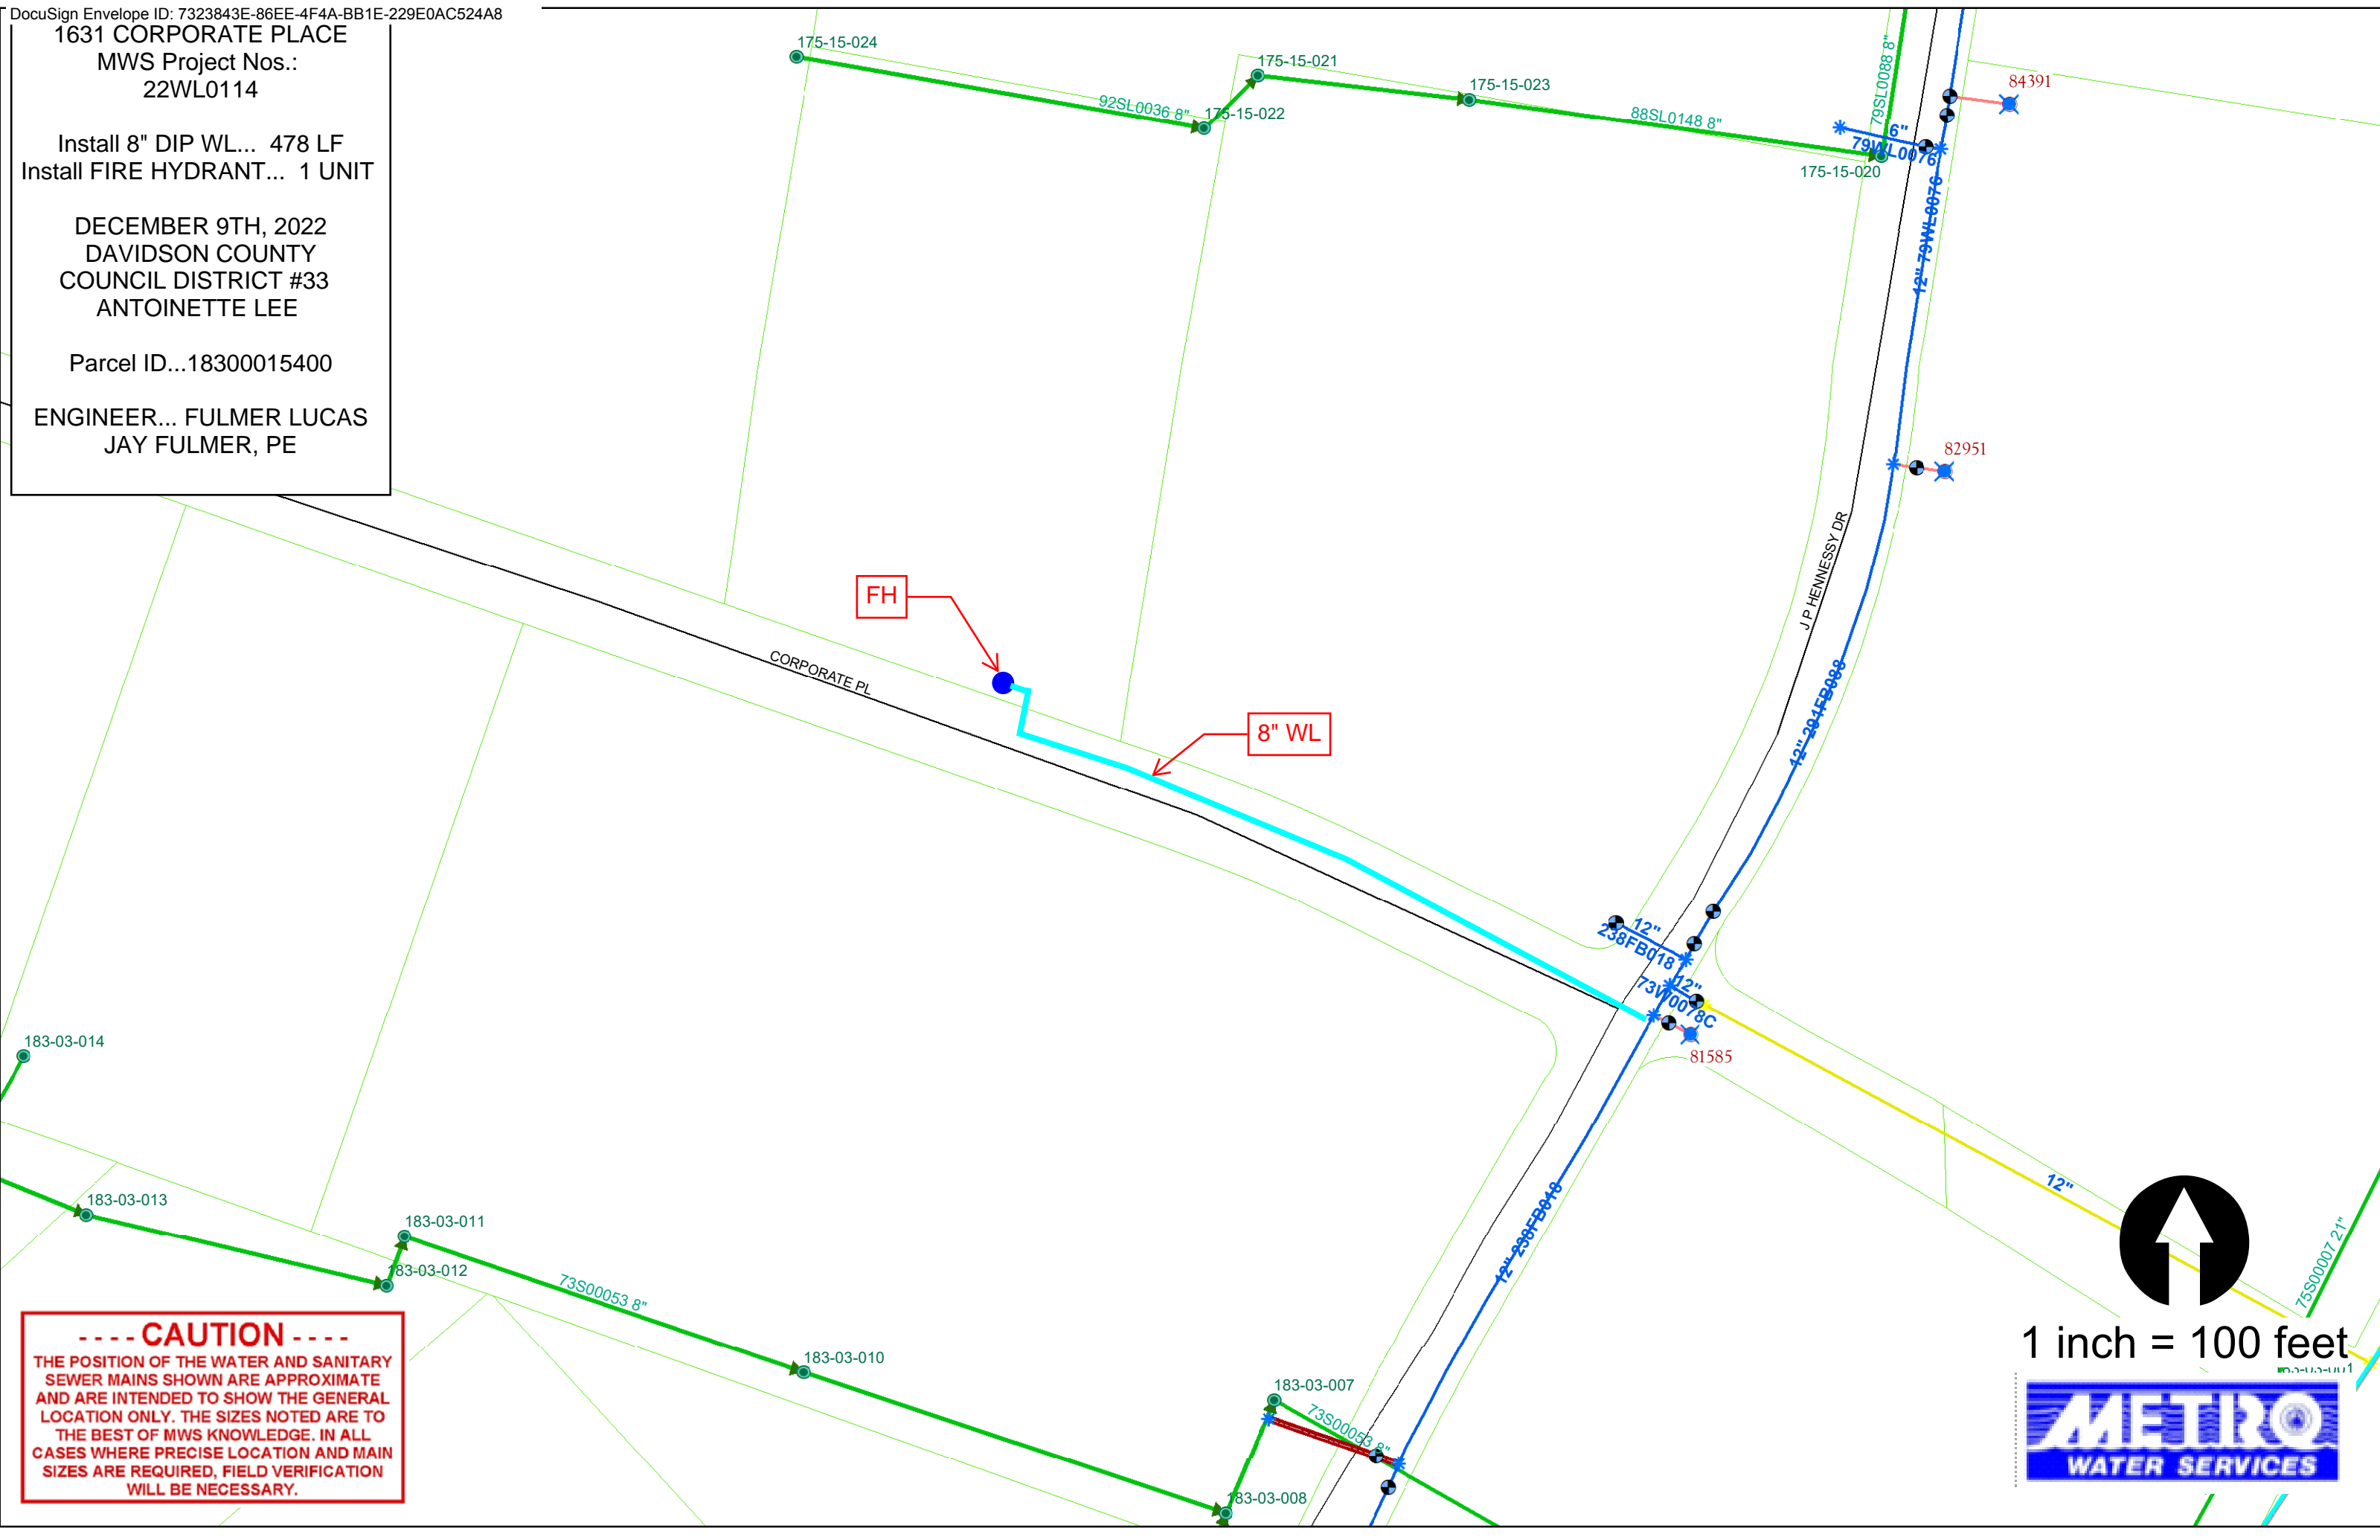 DocuSign Envelope ID: 7323843E-86EE-4F4A-BB1E-229E0AC524A8
1631 CORPORATE PLACE
MWS Project Nos.:
22WL0114
Install 8" DIP WL... 478 LF
Install FIRE HYDRANT... 1 UNIT
DECEMBER 9TH, 2022
DAVIDSON COUNTY
COUNCIL DISTRICT #33
ANTOINETTE LEE
Parcel ID...18300015400
ENGINEER... FULMER LUCAS
JAY FULMER, PE
175-15-024
92SL0036 8"
175-15-022
175-15-021
175-15-023
88SL0148 8"
79SL0088 8"
175-15-020
6"
79WL0076
84391
12" 79WL0076
82951
J P HENNESSY DR
12" 291FB088
FH
CORPORATE PL
8" WL
12"
238FB018
12"
73W0078C
81585
12" 238FB018
12"
75S00007 21"
183-03-014
183-03-013
183-03-011
183-03-012
73S00053 8"
183-03-010
183-03-007
73S00053 8"
183-03-008
- - - - CAUTION - - - -
THE POSITION OF THE WATER AND SANITARY
SEWER MAINS SHOWN ARE APPROXIMATE
AND ARE INTENDED TO SHOW THE GENERAL
LOCATION ONLY. THE SIZES NOTED ARE TO
THE BEST OF MWS KNOWLEDGE. IN ALL
CASES WHERE PRECISE LOCATION AND MAIN
SIZES ARE REQUIRED, FIELD VERIFICATION
WILL BE NECESSARY.
1 inch = 100 feet
METRO
WATER SERVICES